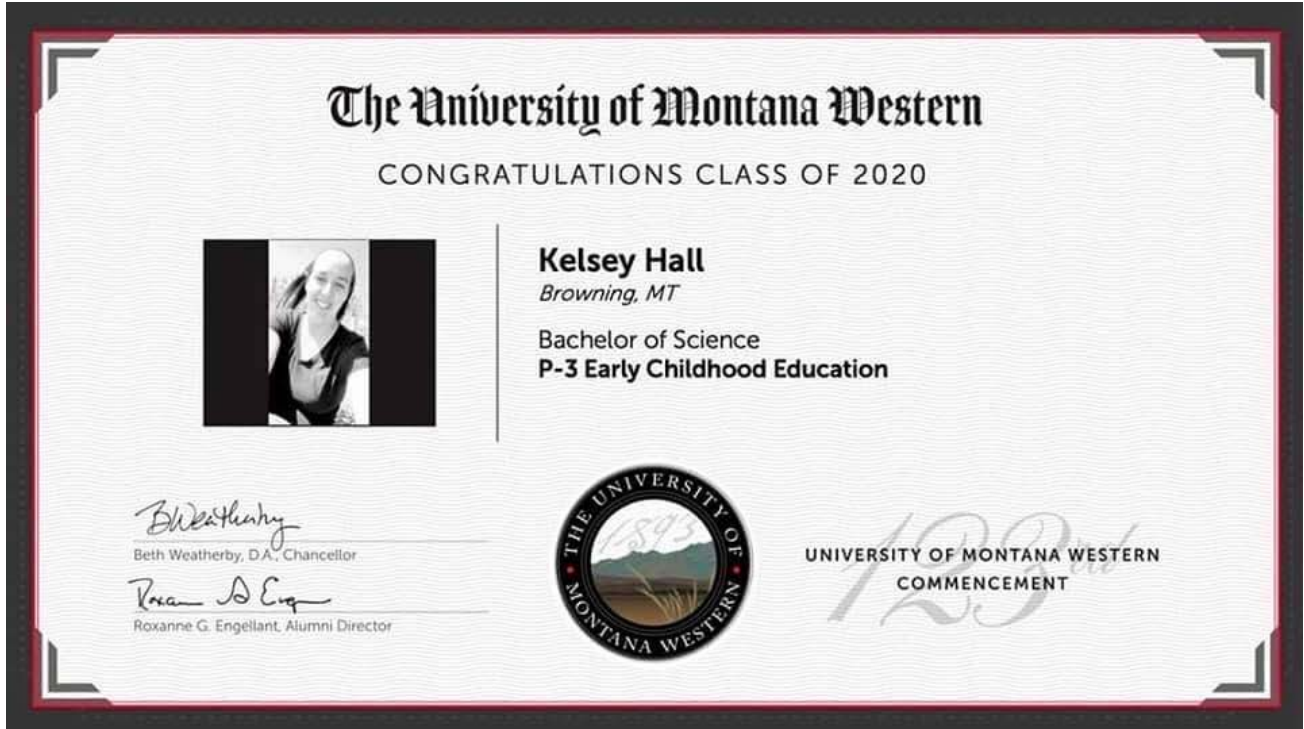 The University of Montana Western
CONGRATULATIONS CLASS OF 2020
Kelsey Hall
Browning, MT
Bachelor of Science
P-3 Early Childhood Education
BWeatherby
Beth Weatherby, D.A., Chancellor
Roxanne G. Engellant, Alumni Director
THE UNIVERSITY OF
1893
MONTANA WESTERN
123rd
UNIVERSITY OF MONTANA WESTERN
COMMENCEMENT